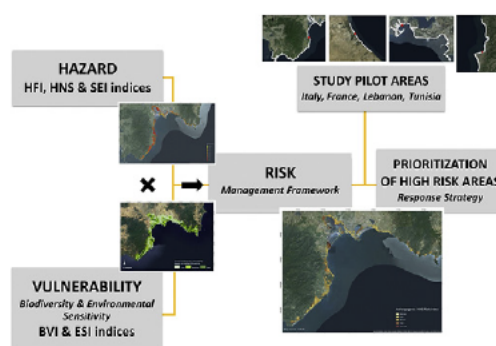 HAZARD
HFI, HNS & SEI indices
STUDY PILOT AREAS
Italy, France, Lebanon, Tunisia
RISK
Management Framework
PRIORITIZATION
OF HIGH RISK AREAS
Response Strategy
VULNERABILITY
Biodiversity & Environmental
Sensitivity
BVI & ESI indices